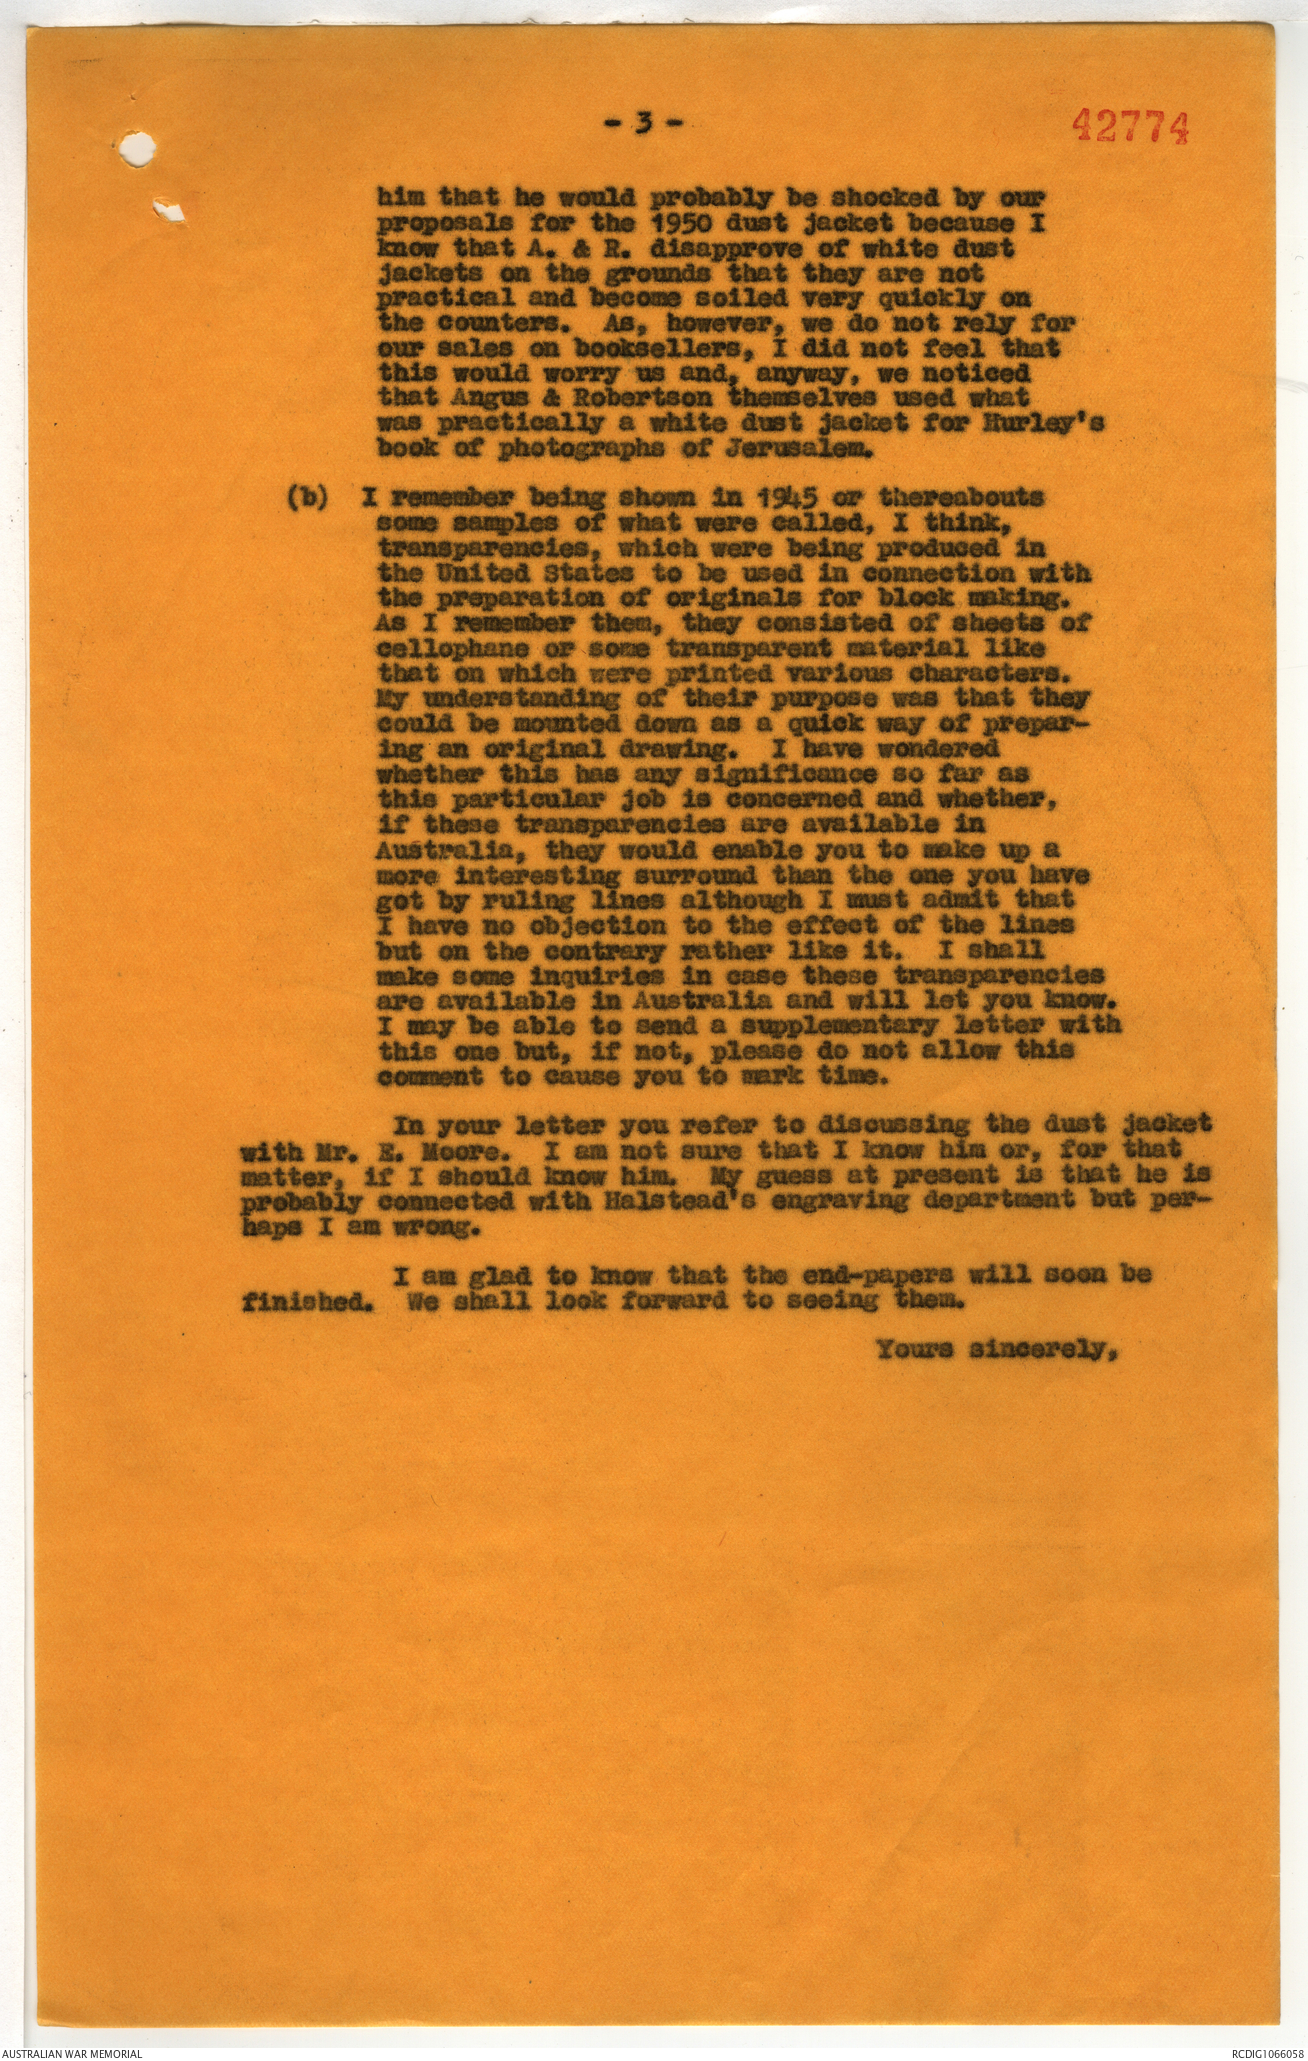 - 3 -
42774
him that he would probably be shocked by our
proposals for the 1950 dust jacket because I
know that A. & R. disapprove of white dust
jackets on the grounds that they are not
practical and become soiled very quickly on
the counters. As, however, we do not rely for
our sales on booksellers, I did not feel that
this would worry us and, anyway, we noticed
that Angus & Robertson themselves used what
was practically a white dust jacket for Hurley's
book of photographs of Jerusalem.
(b) I remember being shown in 1945 or thereabouts
some samples of what were called, I think,
transparencies, which were being produced in
the United States to be used in connection with
the preparation of originals for block making.
As I remember them, they consisted of sheets of
cellophane or some transparent material like
that on which were printed various characters.
My understanding of their purpose was that they
could be mounted down as a quick way of prepar-
ing an original drawing. I have wondered
whether this has any significance so far as
this particular job is concerned and whether,
if these transparencies are available in
Australia, they would enable you to make up a
more interesting surround than the one you have
got by ruling lines although I must admit that
I have no objection to the effect of the lines
but on the contrary rather like it. I shall
make some inquiries in case these transparencies
are available in Australia and will let you know.
I may be able to send a supplementary letter with
this one but, if not, please do not allow this
comment to cause you to mark time.
In your letter you refer to discussing the dust jacket
with Mr. E. Moore. I am not sure that I know him or, for that
matter, if I should know him. My guess at present is that he is
probably connected with Halstead's engraving department but per-
haps I am wrong.
I am glad to know that the end-papers will soon be
finished. We shall look forward to seeing them.
Yours sincerely,
AUSTRALIAN WAR MEMORIAL
RCDIG1066058